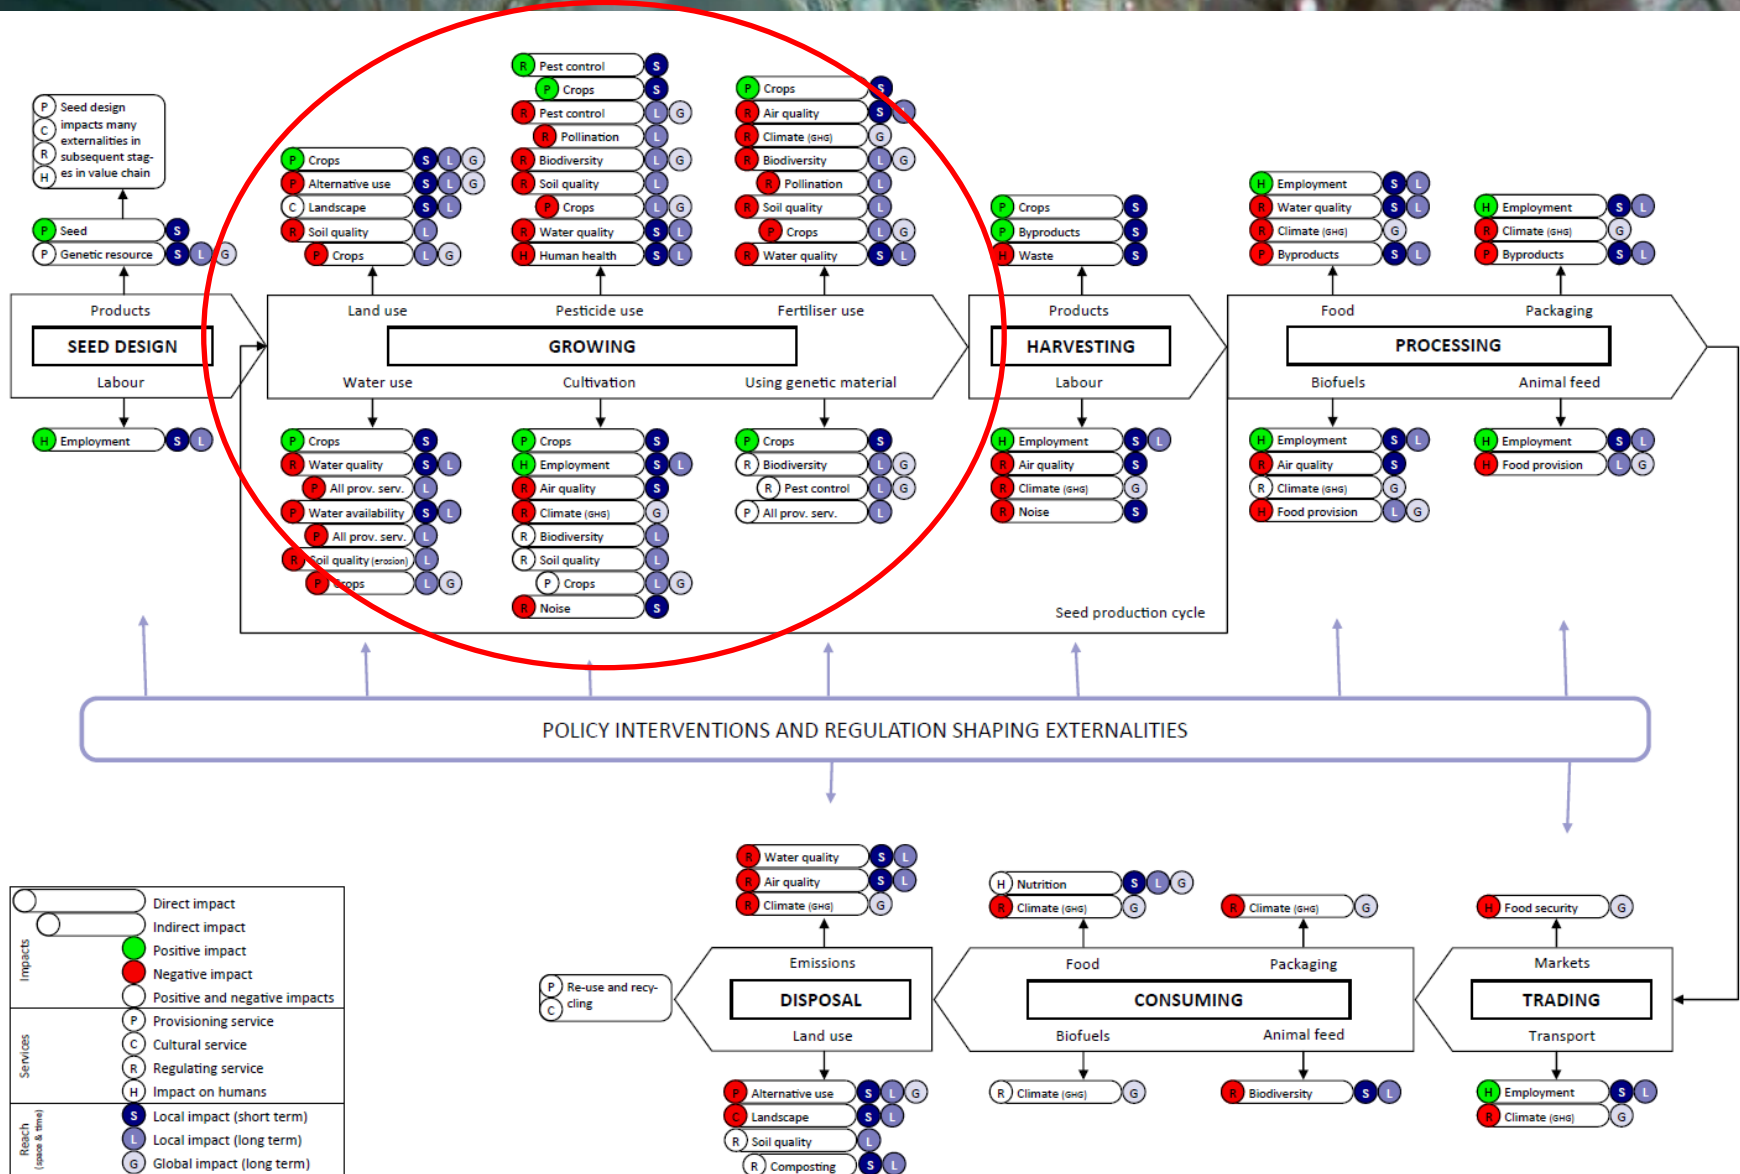 P Seed design
C impacts many
externalities in
R subsequent stag-
H es in value chain
P Seed S
P Genetic resource S L G
Products
SEED DESIGN
Labour
H Employment S L
P Crops S L G
P Alternative use S L G
C Landscape S L
R Soil quality L
P Crops L G
R Pest control S
P Crops S
R Pest control L G
R Pollination L
R Biodiversity L G
R Soil quality L
P Crops L G
R Water quality S L
H Human health S L
P Crops S
R Air quality S L
R Climate (GHG) G
R Biodiversity L G
R Pollination L
R Soil quality L
P Crops L G
R Water quality S L
Land use
Pesticide use
Fertiliser use
GROWING
Water use
Cultivation
Using genetic material
P Crops S
R Water quality S L
P All prov. serv. L
P Water availability S L
P All prov. serv. L
R Soil quality (erosion) L
P Crops L G
P Crops S
H Employment S L
R Air quality S
R Climate (GHG) G
R Biodiversity L
R Soil quality L
P Crops L G
R Noise S
P Crops S
R Biodiversity L G
R Pest control L G
P All prov. serv. L
P Crops S
P Byproducts S
H Waste S
Products
HARVESTING
Labour
H Employment S L
R Air quality S
R Climate (GHG) G
R Noise S
Seed production cycle
H Employment S L
R Water quality S L
R Climate (GHG) G
P Byproducts S L
H Employment S L
R Climate (GHG) G
P Byproducts S L
Food
Packaging
PROCESSING
Biofuels
Animal feed
H Employment S L
R Air quality S
R Climate (GHG) G
H Food provision L G
H Employment S L
H Food provision L G
POLICY INTERVENTIONS AND REGULATION SHAPING EXTERNALITIES
H Food security G
Markets
TRADING
Transport
H Employment S L
R Climate (GHG) G
H Nutrition S L G
R Climate (GHG) G
R Climate (GHG) G
Food
Packaging
CONSUMING
Biofuels
Animal feed
R Climate (GHG) G
R Biodiversity S L
R Water quality S L
R Air quality S L
R Climate (GHG) G
Emissions
DISPOSAL
Land use
P Alternative use S L G
C Landscape S L
R Soil quality L
R Composting S L
P Re-use and recy-
C cling
Impacts
Direct impact
Indirect impact
Positive impact
Negative impact
Positive and negative impacts
Services
P Provisioning service
C Cultural service
R Regulating service
H Impact on humans
Reach
(space & time)
S Local impact (short term)
L Local impact (long term)
G Global impact (long term)